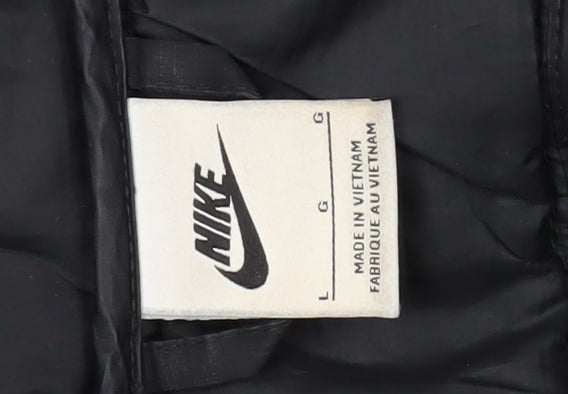 NIKE
L G G
MADE IN VIETNAM
FABRIQUE AU VIETNAM